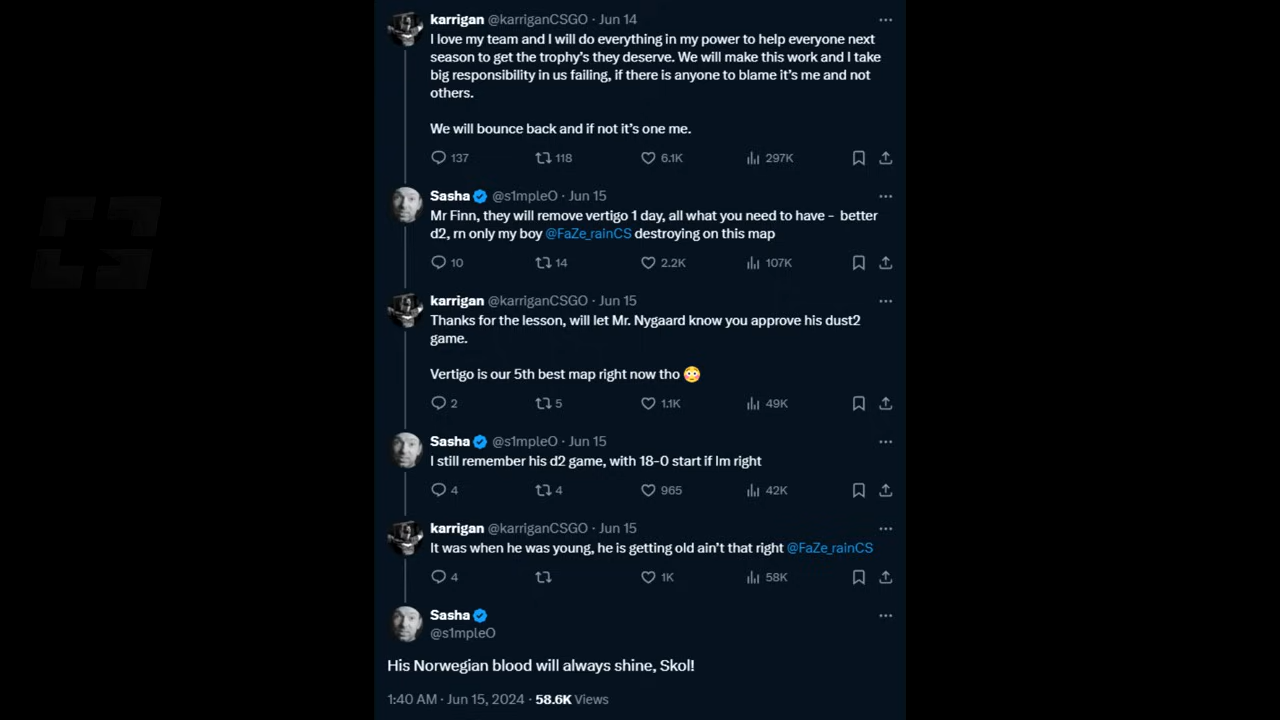 karrigan @karriganCSGO · Jun 14
I love my team and I will do everything in my power to help everyone next
season to get the trophy's they deserve. We will make this work and I take
big responsibility in us failing, if there is anyone to blame it's me and not
others.
We will bounce back and if not it's one me.
137 118 6.1K 297K
Sasha @s1mpleO · Jun 15
Mr Finn, they will remove vertigo 1 day, all what you need to have - better
d2, rn only my boy @FaZe_rainCS destroying on this map
10 14 2.2K 107K
karrigan @karriganCSGO · Jun 15
Thanks for the lesson, will let Mr. Nygaard know you approve his dust2
game.
Vertigo is our 5th best map right now tho 😳
2 5 1.1K 49K
Sasha @s1mpleO · Jun 15
I still remember his d2 game, with 18-0 start if Im right
4 4 965 42K
karrigan @karriganCSGO · Jun 15
It was when he was young, he is getting old ain't that right @FaZe_rainCS
4 1K 58K
Sasha
@s1mpleO
His Norwegian blood will always shine, Skol!
1:40 AM · Jun 15, 2024 · 58.6K Views